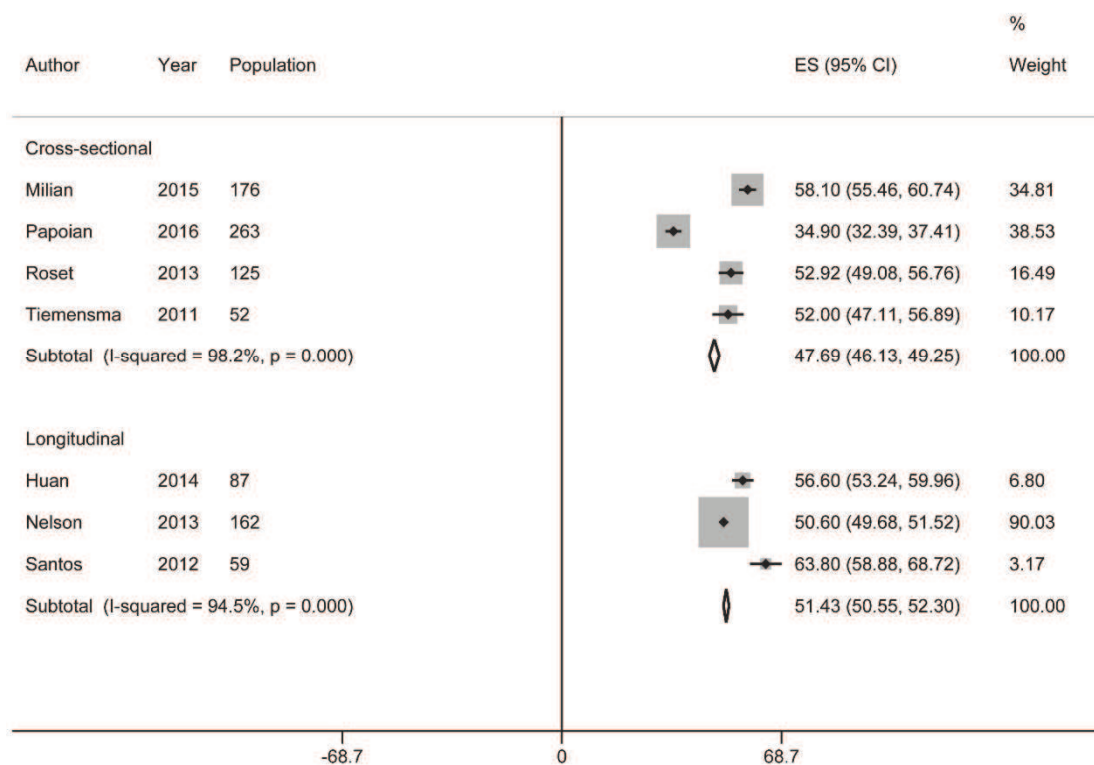 %
Author Year Population ES (95% CI) Weight
Cross-sectional
Milian 2015 176 58.10 (55.46, 60.74) 34.81
Papoian 2016 263 34.90 (32.39, 37.41) 38.53
Roset 2013 125 52.92 (49.08, 56.76) 16.49
Tiemensma 2011 52 52.00 (47.11, 56.89) 10.17
Subtotal (I-squared = 98.2%, p = 0.000) 47.69 (46.13, 49.25) 100.00
Longitudinal
Huan 2014 87 56.60 (53.24, 59.96) 6.80
Nelson 2013 162 50.60 (49.68, 51.52) 90.03
Santos 2012 59 63.80 (58.88, 68.72) 3.17
Subtotal (I-squared = 94.5%, p = 0.000) 51.43 (50.55, 52.30) 100.00
-68.7 0 68.7